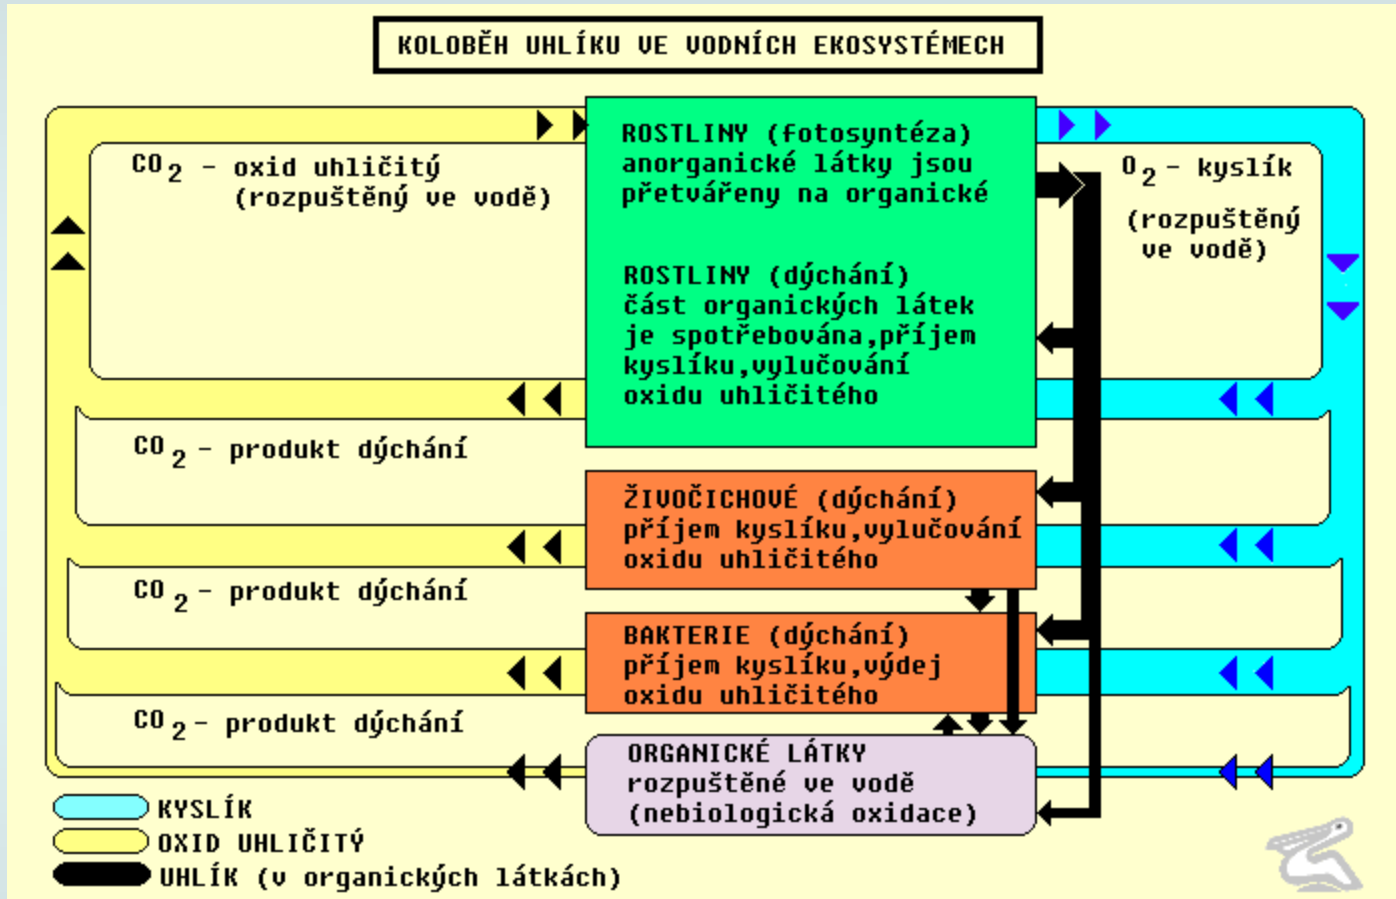 KOLOBĚH UHLÍKU VE VODNÍCH EKOSYSTÉMECH
ROSTLINY (fotosyntéza)
anorganické látky jsou
přetvářeny na organické
CO2 - oxid uhličitý
(rozpuštěný ve vodě)
O2 - kyslík
(rozpuštěný
ve vodě)
ROSTLINY (dýchání)
část organických látek
je spotřebována,příjem
kyslíku,vylučování
oxidu uhličitého
CO2 - produkt dýchání
ŽIVOČICHOVÉ (dýchání)
příjem kyslíku,vylučování
oxidu uhličitého
CO2 - produkt dýchání
BAKTERIE (dýchání)
příjem kyslíku,výdej
oxidu uhličitého
CO2 - produkt dýchání
ORGANICKÉ LÁTKY
rozpuštěné ve vodě
(nebiologická oxidace)
KYSLÍK
OXID UHLIČITÝ
UHLÍK (v organických látkách)